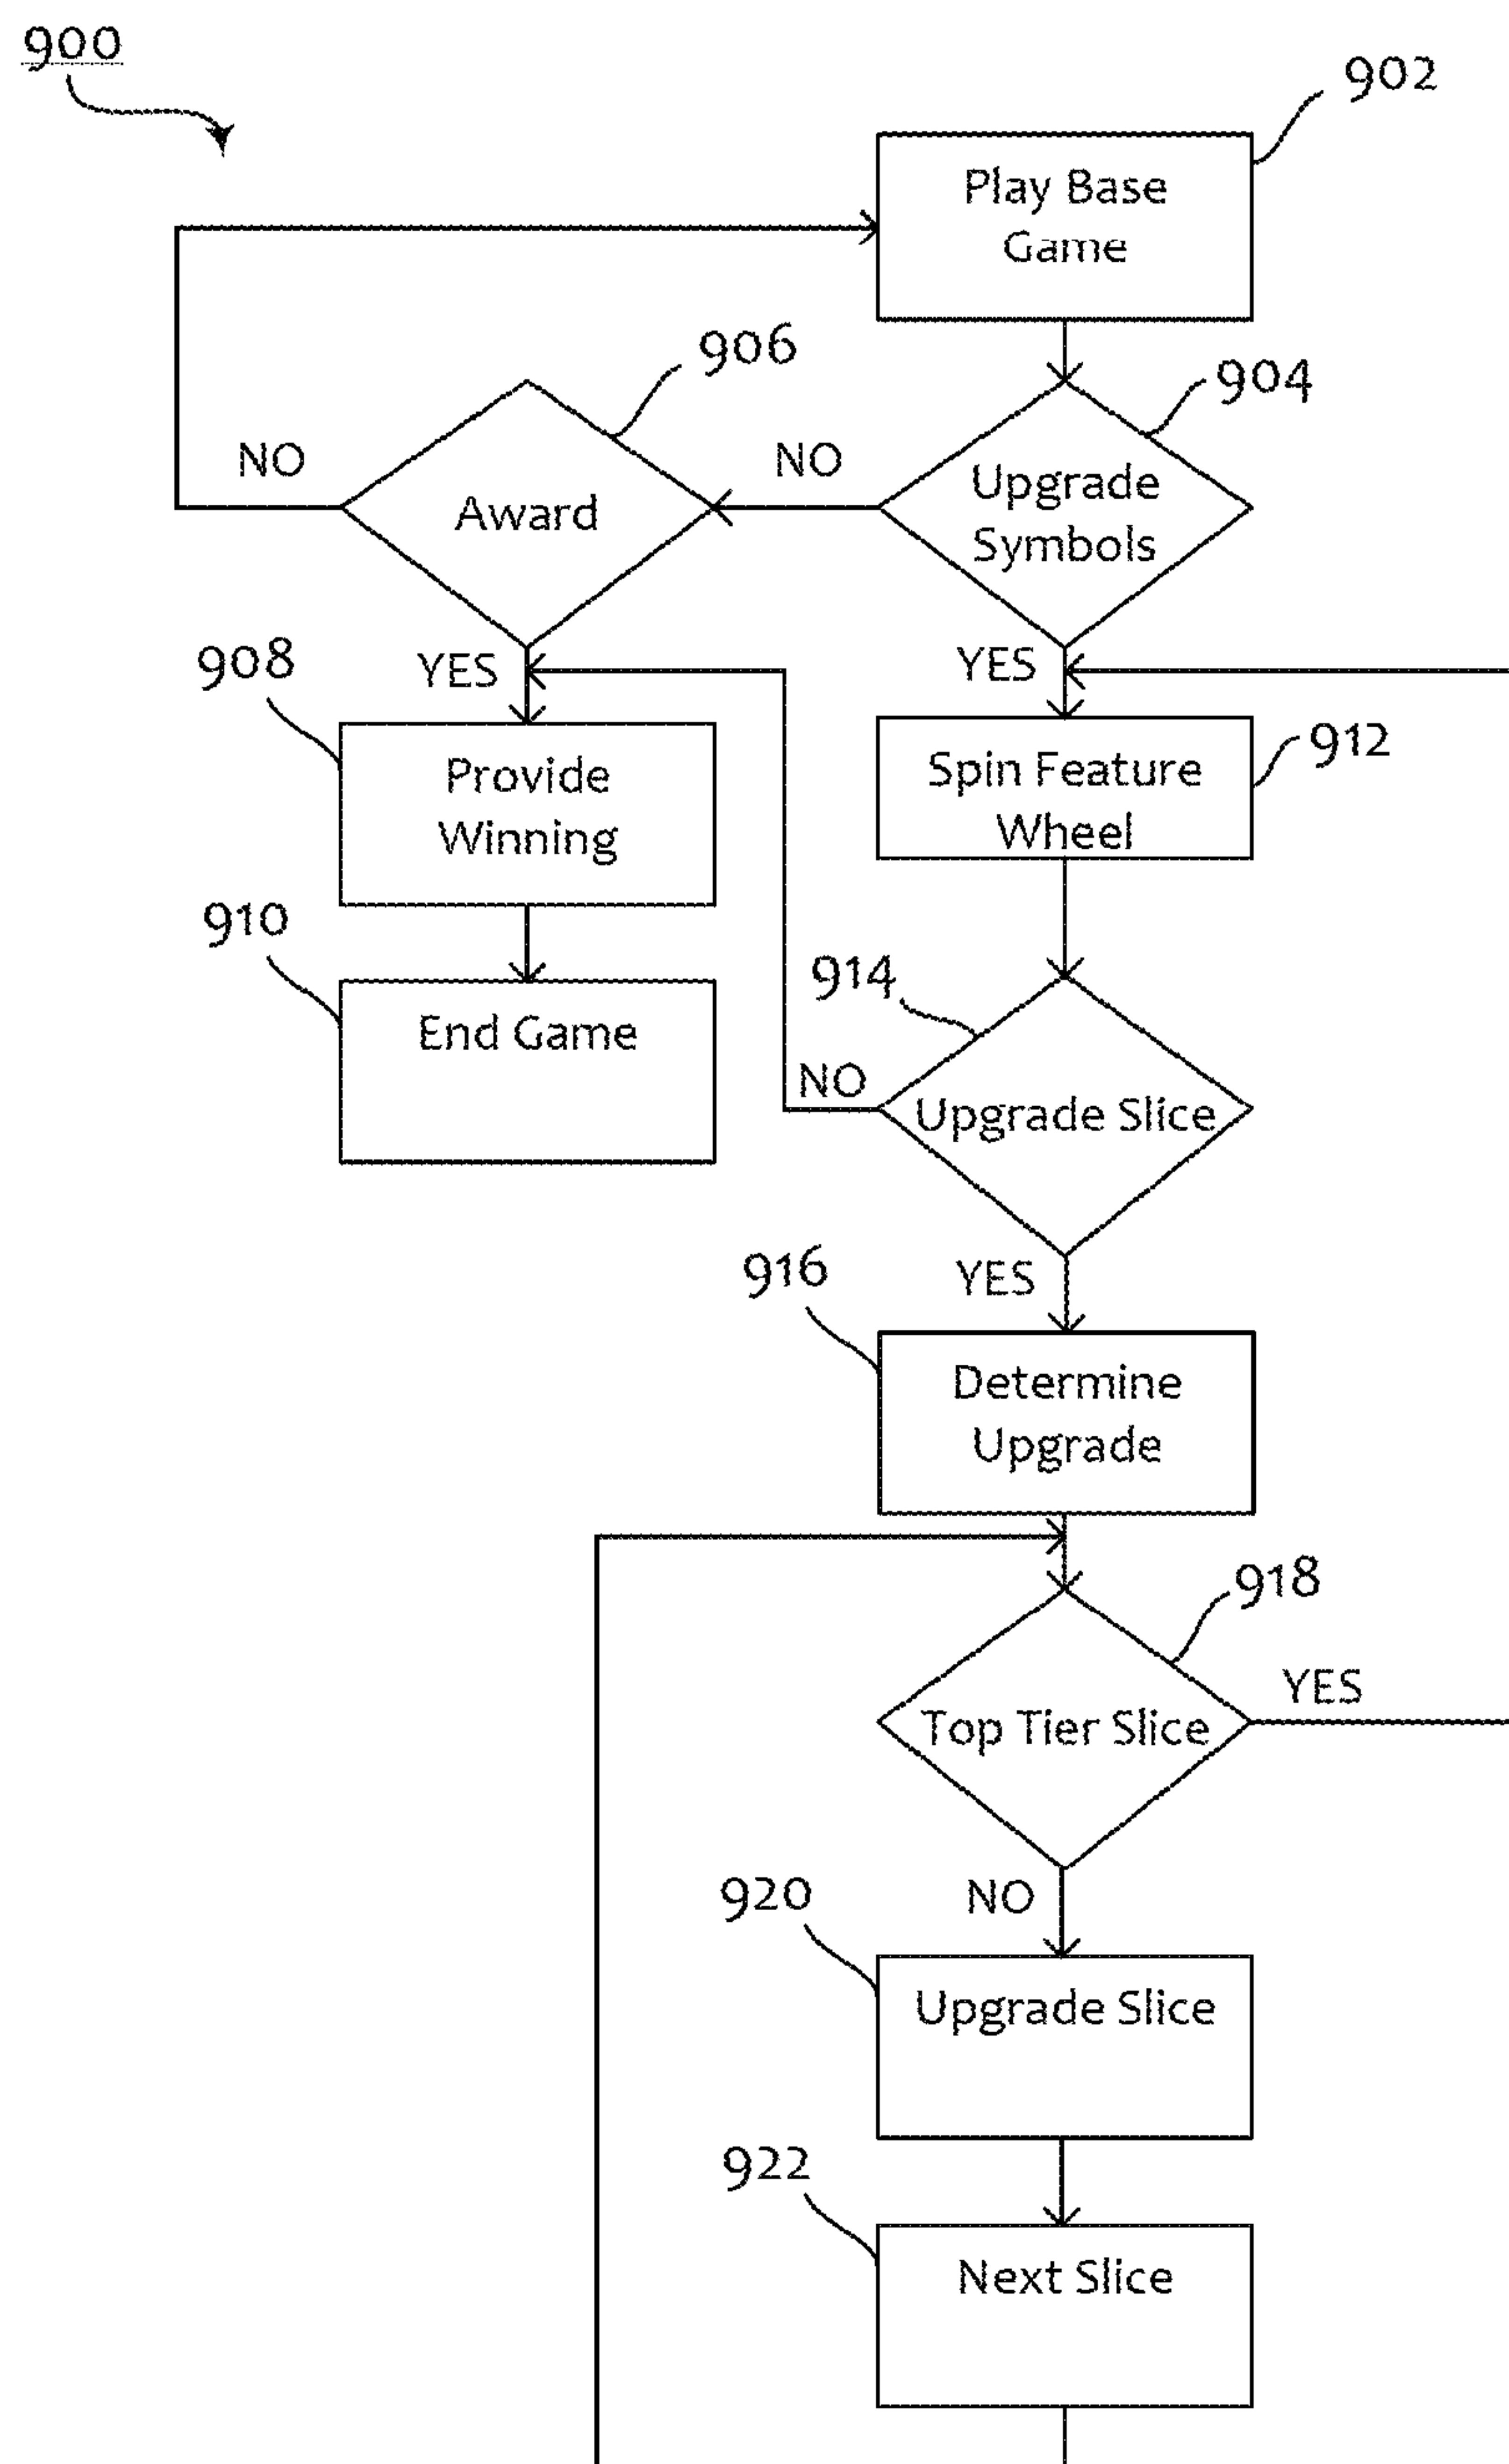 900
902
Play Base
Game
906
904
NO
Award
NO
Upgrade
Symbols
908
YES
YES
Provide
Winning
912
Spin Feature
Wheel
910
End Game
914
NO
Upgrade Slice
916
YES
Determine
Upgrade
918
Top Tier Slice
YES
920
NO
Upgrade Slice
922
Next Slice